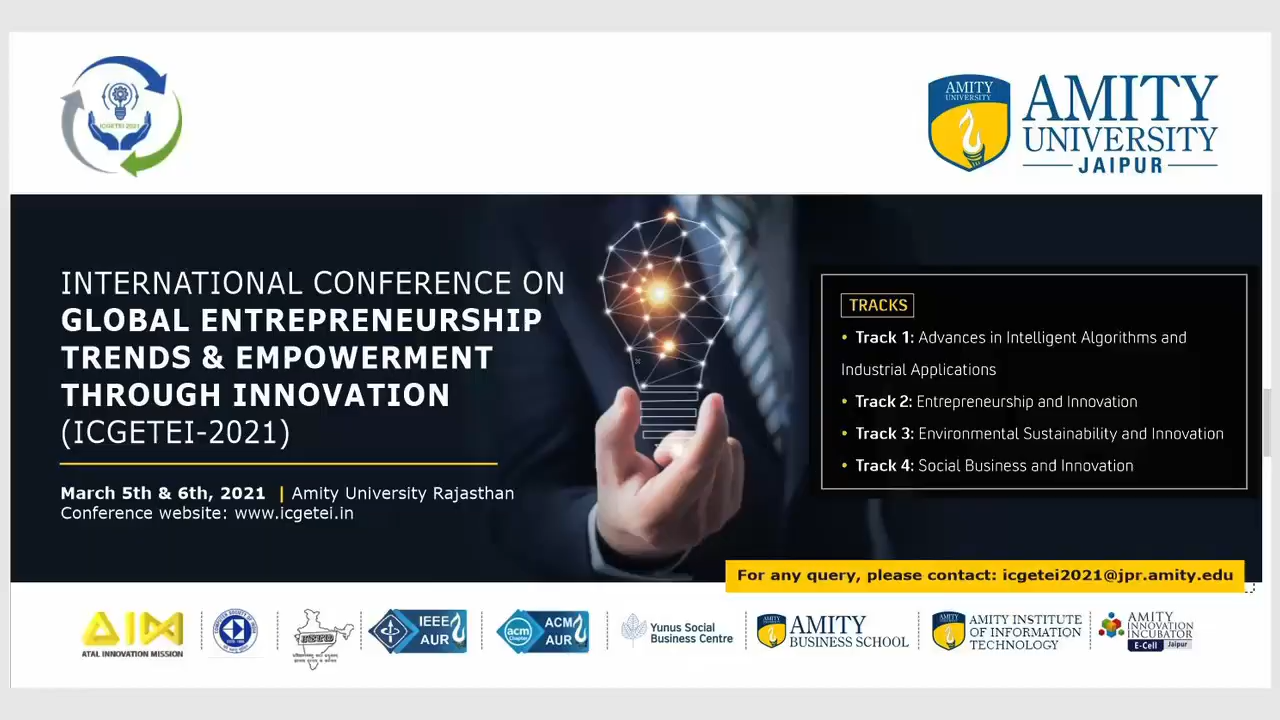 ICGETEI 2021
AMITY
UNIVERSITY
AMITY
UNIVERSITY
JAIPUR
INTERNATIONAL CONFERENCE ON
GLOBAL ENTREPRENEURSHIP
TRENDS & EMPOWERMENT
THROUGH INNOVATION
(ICGETEI-2021)
March 5th & 6th, 2021 | Amity University Rajasthan
Conference website: www.icgetei.in
TRACKS
• Track 1: Advances in Intelligent Algorithms and
Industrial Applications
• Track 2: Entrepreneurship and Innovation
• Track 3: Environmental Sustainability and Innovation
• Track 4: Social Business and Innovation
For any query, please contact: icgetei2021@jpr.amity.edu
AIM
ATAL INNOVATION MISSION
IEEE
AUR
acm
Chapter
ACM
AUR
Yunus Social
Business Centre
AMITY
BUSINESS SCHOOL
AMITY INSTITUTE
OF INFORMATION
TECHNOLOGY
AMITY
INNOVATION
INCUBATOR
E-Cell Jaipur